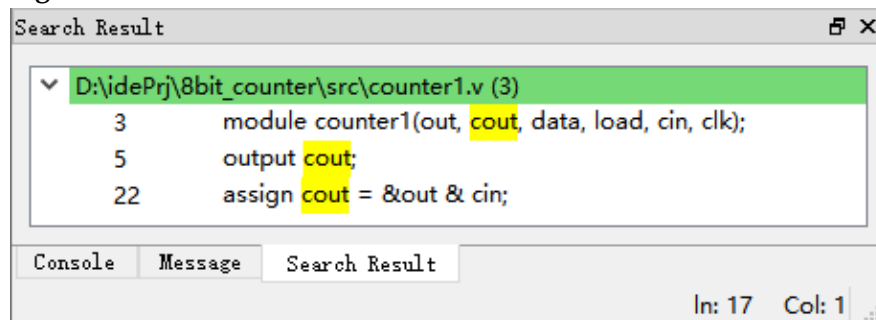 Search Result
D:\idePrj\8bit_counter\src\counter1.v (3)
3 module counter1(out, cout, data, load, cin, clk);
5 output cout;
22 assign cout = &out & cin;
Console Message Search Result
ln: 17 Col: 1